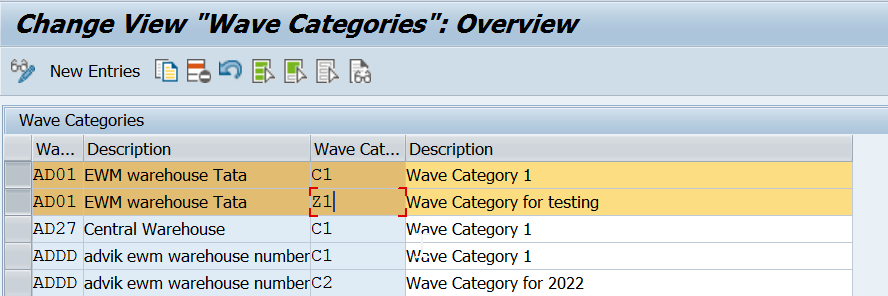 Change View "Wave Categories": Overview
New Entries
Wave Categories
Wa... Description Wave Cat... Description
AD01 EWM warehouse Tata C1 Wave Category 1
AD01 EWM warehouse Tata Z1 Wave Category for testing
AD27 Central Warehouse C1 Wave Category 1
ADDD advik ewm warehouse number C1 Wave Category 1
ADDD advik ewm warehouse number C2 Wave Category for 2022